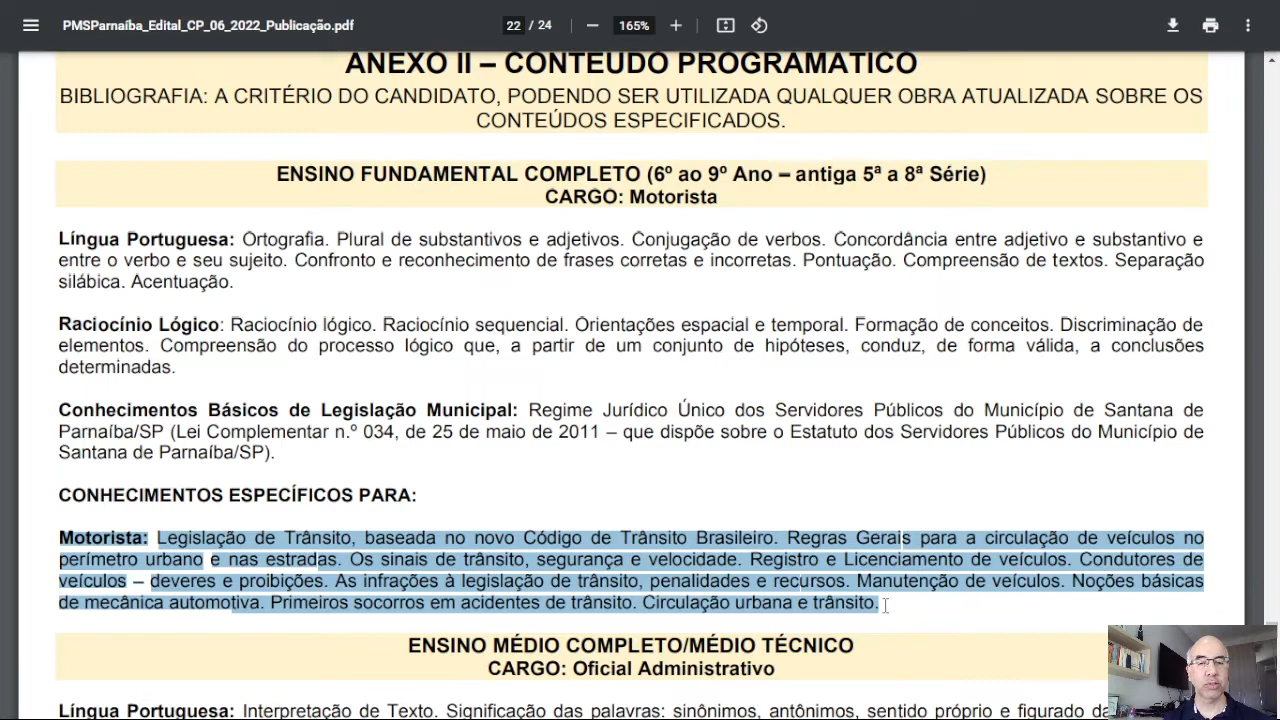 PMSParnaíba_Edital_CP_06_2022_Publicação.pdf
22 / 24
165%
ANEXO II – CONTEÚDO PROGRAMÁTICO
BIBLIOGRAFIA: A CRITÉRIO DO CANDIDATO, PODENDO SER UTILIZADA QUALQUER OBRA ATUALIZADA SOBRE OS
CONTEÚDOS ESPECIFICADOS.
ENSINO FUNDAMENTAL COMPLETO (6º ao 9º Ano – antiga 5ª a 8ª Série)
CARGO: Motorista
Língua Portuguesa: Ortografia. Plural de substantivos e adjetivos. Conjugação de verbos. Concordância entre adjetivo e substantivo e
entre o verbo e seu sujeito. Confronto e reconhecimento de frases corretas e incorretas. Pontuação. Compreensão de textos. Separação
silábica. Acentuação.
Raciocínio Lógico: Raciocínio lógico. Raciocínio sequencial. Orientações espacial e temporal. Formação de conceitos. Discriminação de
elementos. Compreensão do processo lógico que, a partir de um conjunto de hipóteses, conduz, de forma válida, a conclusões
determinadas.
Conhecimentos Básicos de Legislação Municipal: Regime Jurídico Único dos Servidores Públicos do Município de Santana de
Parnaíba/SP (Lei Complementar n.º 034, de 25 de maio de 2011 – que dispõe sobre o Estatuto dos Servidores Públicos do Município de
Santana de Parnaíba/SP).
CONHECIMENTOS ESPECÍFICOS PARA:
Motorista: Legislação de Trânsito, baseada no novo Código de Trânsito Brasileiro. Regras Gerais para a circulação de veículos no
perímetro urbano e nas estradas. Os sinais de trânsito, segurança e velocidade. Registro e Licenciamento de veículos. Condutores de
veículos – deveres e proibições. As infrações à legislação de trânsito, penalidades e recursos. Manutenção de veículos. Noções básicas
de mecânica automotiva. Primeiros socorros em acidentes de trânsito. Circulação urbana e trânsito.
ENSINO MÉDIO COMPLETO/MÉDIO TÉCNICO
CARGO: Oficial Administrativo
Língua Portuguesa: Interpretação de Texto. Significação das palavras: sinônimos, antônimos, sentido próprio e figurado da